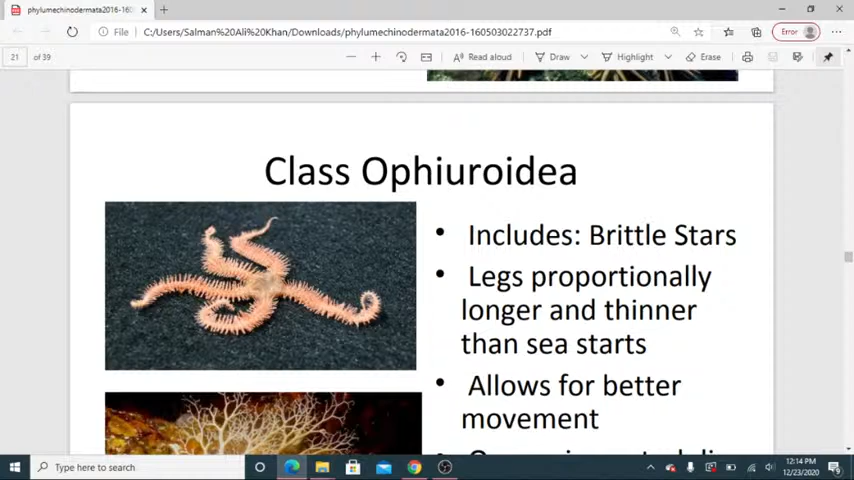 phylumechinodermata2016-160
Error
File
C:/Users/Salman%20Ali%20Khan/Downloads/phylumechinodermata2016-160503022737.pdf
21 of 39
Read aloud
Draw
Highlight
Erase
Class Ophiuroidea
• Includes: Brittle Stars
• Legs proportionally
longer and thinner
than sea starts
• Allows for better
movement
Type here to search
12:14 PM
12/23/2020